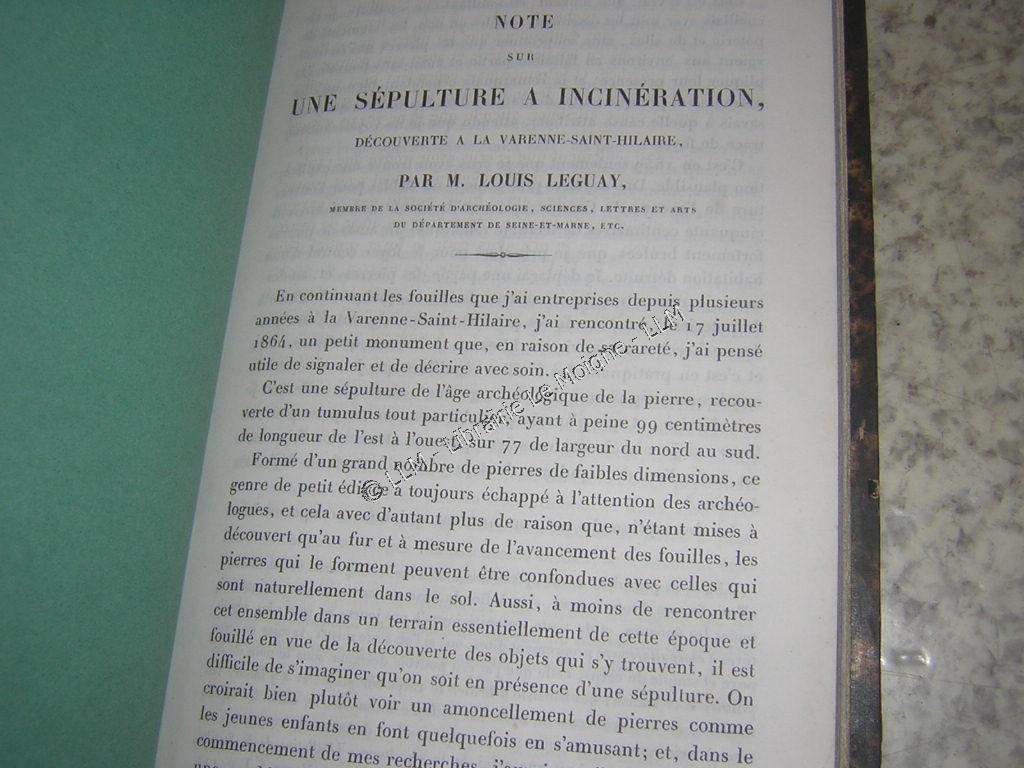 NOTE
SUR
UNE SÉPULTURE A INCINÉRATION,
DÉCOUVERTE A LA VARENNE-SAINT-HILAIRE,
PAR M. LOUIS LEGUAY,
MEMBRE DE LA SOCIÉTÉ D'ARCHÉOLOGIE, SCIENCES, LETTRES ET ARTS
DU DÉPARTEMENT DE SEINE-ET-MARNE, ETC.
En continuant les fouilles que j'ai entreprises depuis plusieurs
années à la Varenne-Saint-Hilaire, j'ai rencontré, le 17 juillet
1864, un petit monument que, en raison de sa rareté, j'ai pensé
utile de signaler et de décrire avec soin.
C'est une sépulture de l'âge archéologique de la pierre, recou-
verte d'un tumulus tout particulier, ayant à peine 99 centimètres
de longueur de l'est à l'ouest, sur 77 de largeur du nord au sud.
Formé d'un grand nombre de pierres de faibles dimensions, ce
genre de petit édifice a toujours échappé à l'attention des archéo-
logues, et cela avec d'autant plus de raison que, n'étant mises à
découvert qu'au fur et à mesure de l'avancement des fouilles, les
pierres qui le forment peuvent être confondues avec celles qui
sont naturellement dans le sol. Aussi, à moins de rencontrer
cet ensemble dans un terrain essentiellement de cette époque et
fouillé en vue de la découverte des objets qui s'y trouvent, il est
difficile de s'imaginer qu'on soit en présence d'une sépulture. On
croirait bien plutôt voir un amoncellement de pierres comme
les jeunes enfants en font quelquefois en s'amusant; et, dans le
commencement de mes recherches,
© LLM - Librairie Le Moigne - LLM